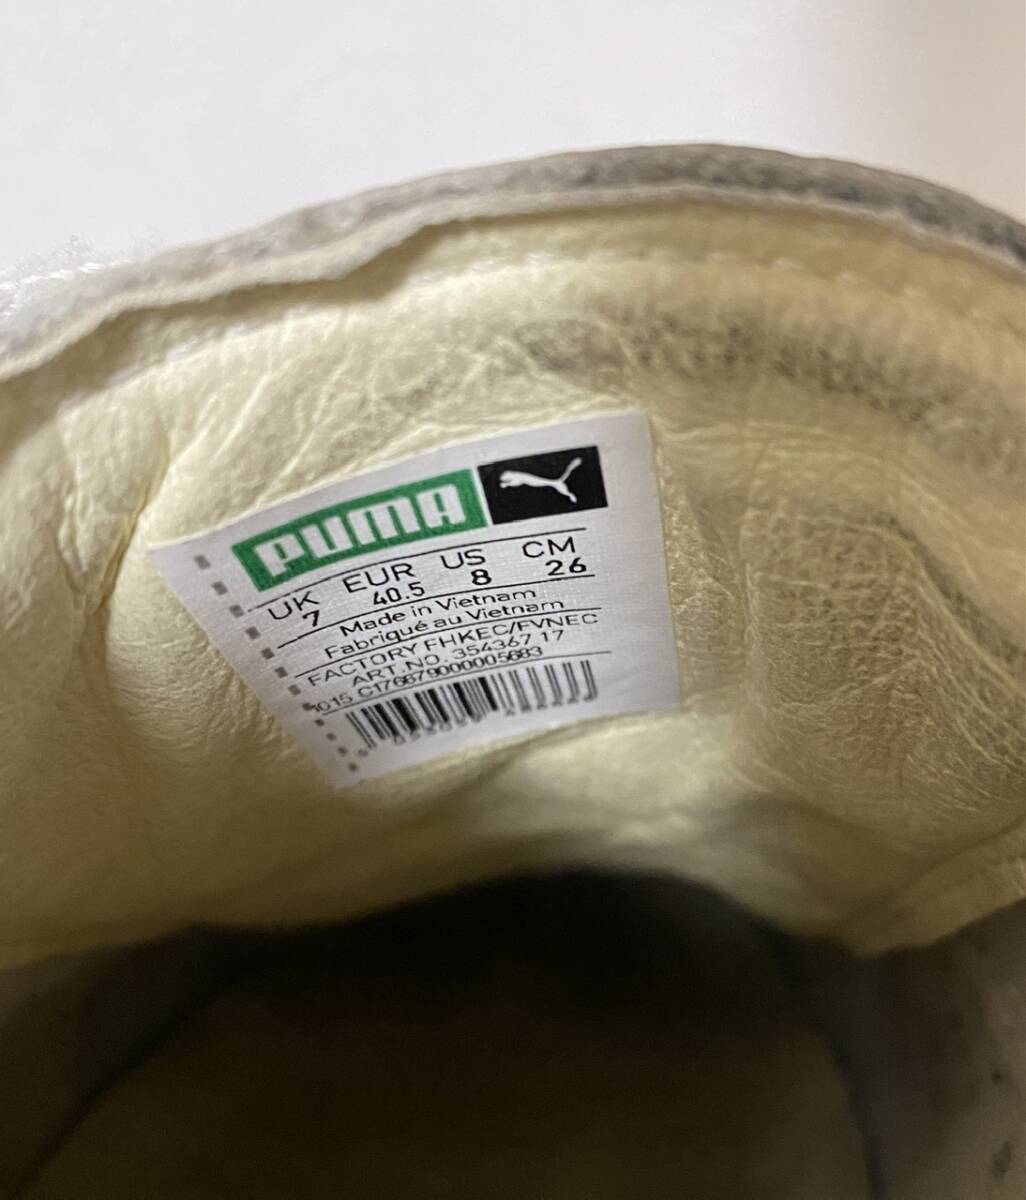 PUMA
UK EUR US CM
7 40.5 8 26
Made in Vietnam
Fabriqué au Vietnam
FACTORY FHKEC/FVNEC
ART.NO. 354367 17
1015 C176679000005683